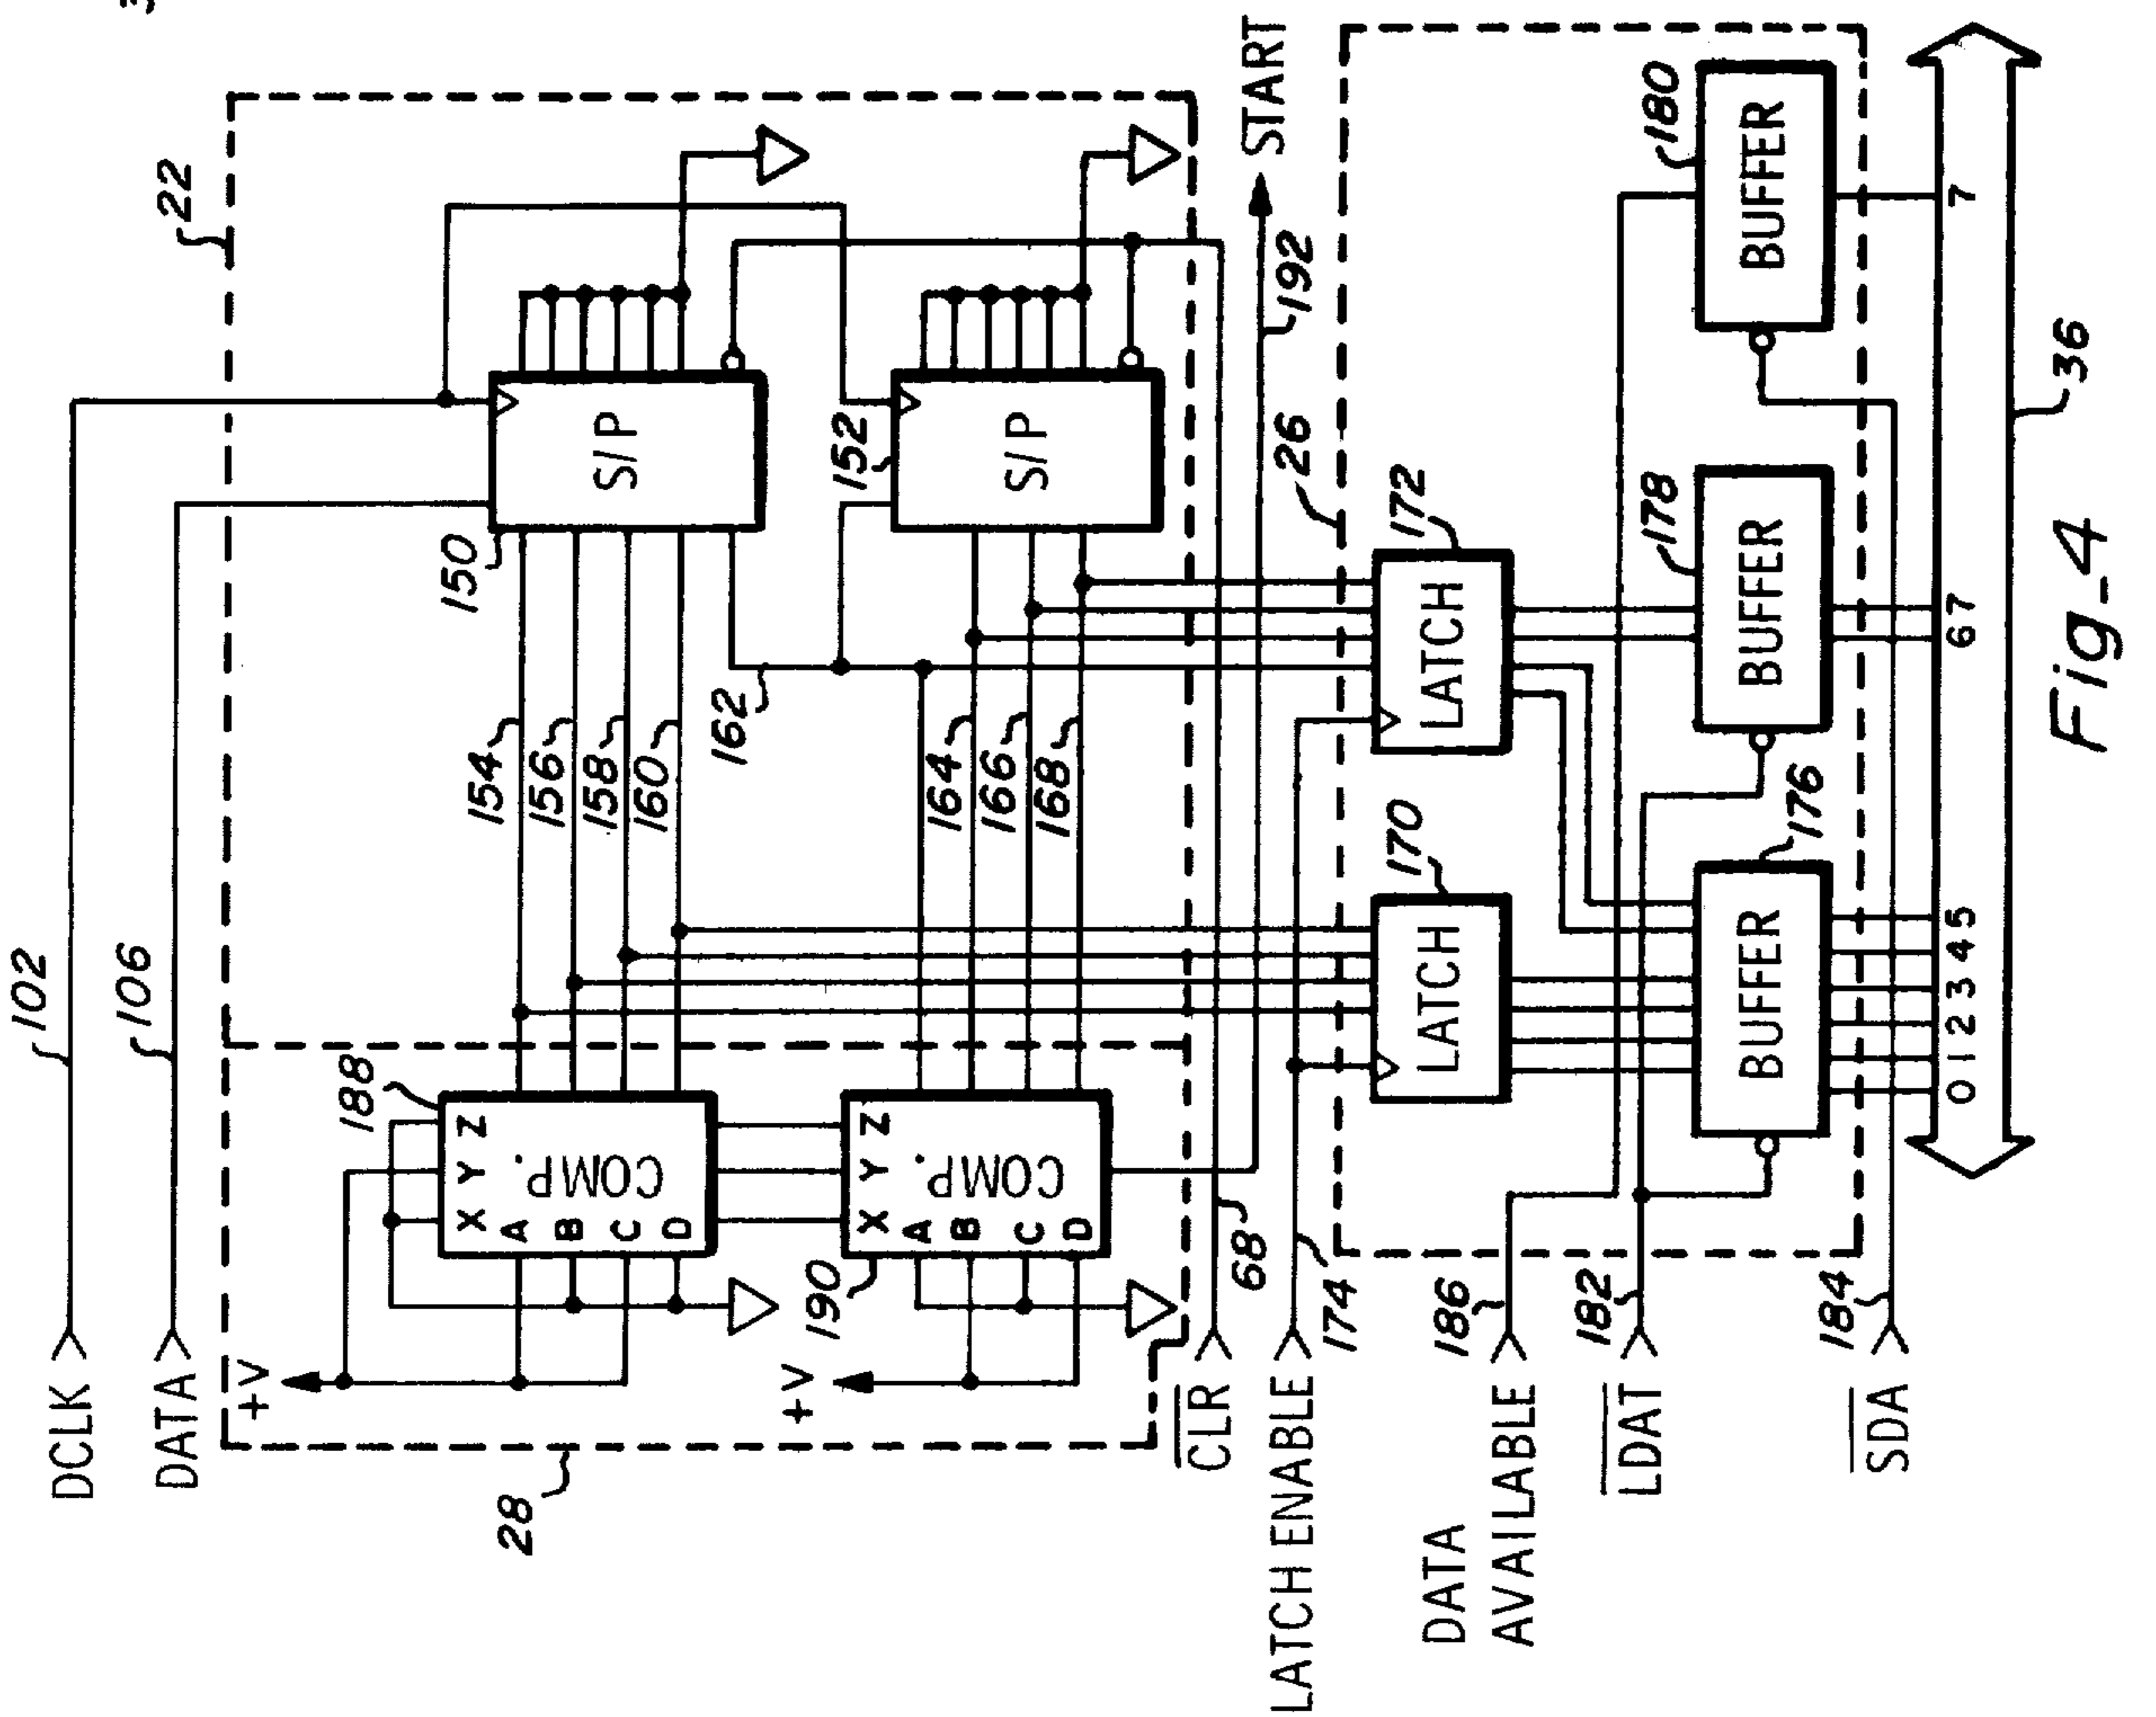 DCLK
102
DATA
106
22
+V
28
188
X Y Z
A
B
C
D
COMP.
154
156
158
160
162
150
S/P
+V
190
X Y Z
A
B
C
D
COMP.
164
166
168
152
S/P
CLR
68
192
START
LATCH ENABLE
174
26
170
LATCH
172
LATCH
DATA
AVAILABLE
186
LDAT
182
SDA
184
BUFFER
176
BUFFER
178
BUFFER
180
0 1 2 3 4 5
6 7
7
36
Fig_4